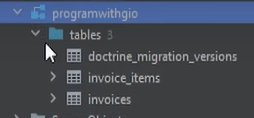 programwithgio
tables 3
doctrine_migration_versions
invoice_items
invoices